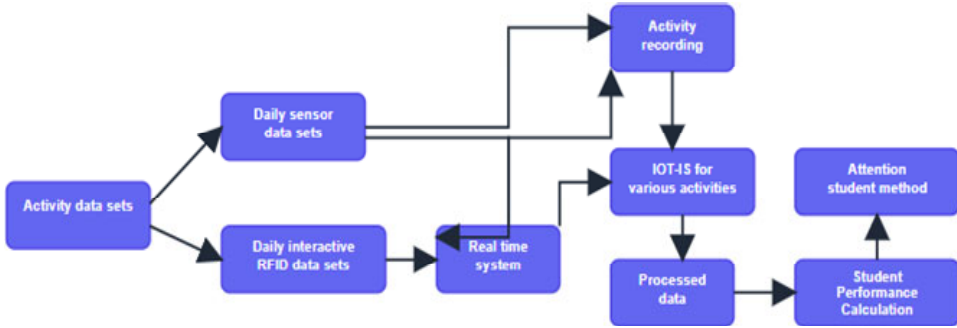 Activity
recording
Daily sensor
data sets
IOT-IS for
various activities
Attention
student method
Activity data sets
Daily interactive
RFID data sets
Real time
system
Processed
data
Student
Performance
Calculation